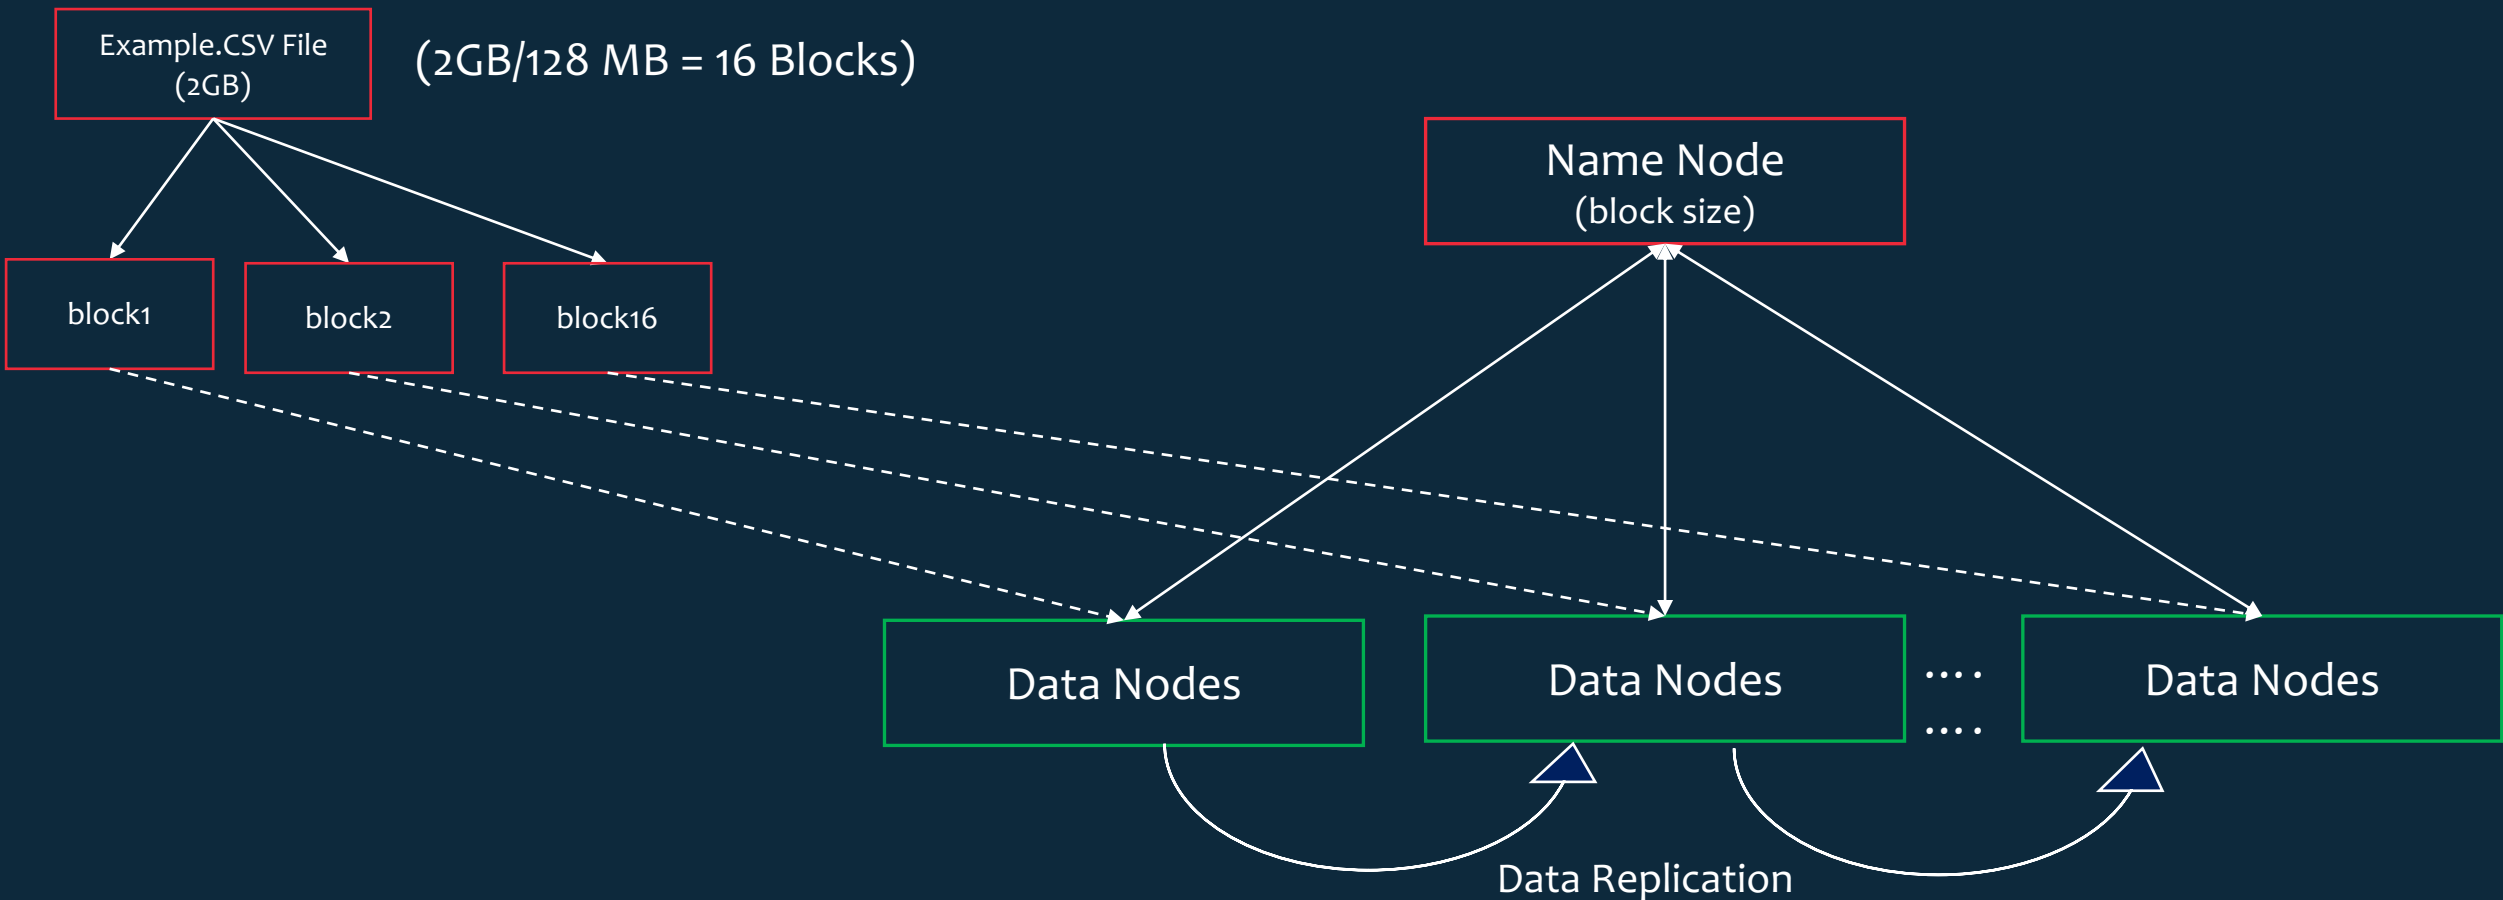 Example.CSV File
(2GB)
(2GB/128 MB = 16 Blocks)
Name Node
(block size)
block1
block2
block16
Data Nodes
Data Nodes
....
....
Data Nodes
Data Replication